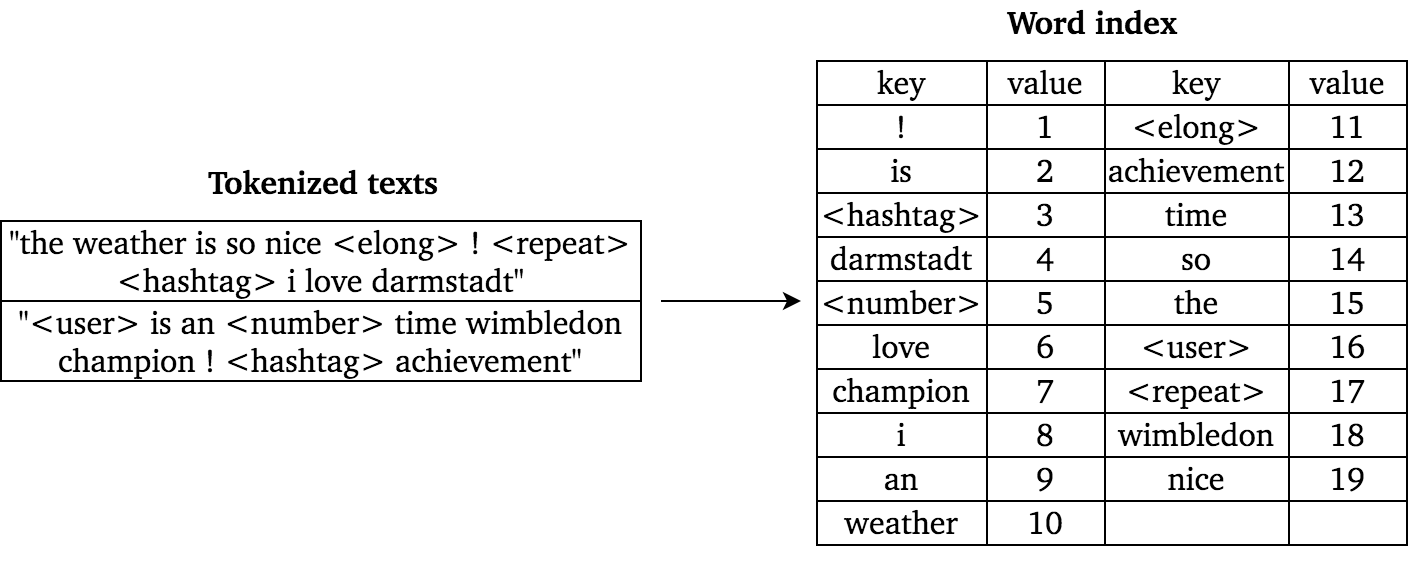 Word index
Tokenized texts
"the weather is so nice <elong> ! <repeat>
<hashtag> i love darmstadt"
"<user> is an <number> time wimbledon
champion ! <hashtag> achievement"
key value key value
! 1 <elong> 11
is 2 achievement 12
<hashtag> 3 time 13
darmstadt 4 so 14
<number> 5 the 15
love 6 <user> 16
champion 7 <repeat> 17
i 8 wimbledon 18
an 9 nice 19
weather 10